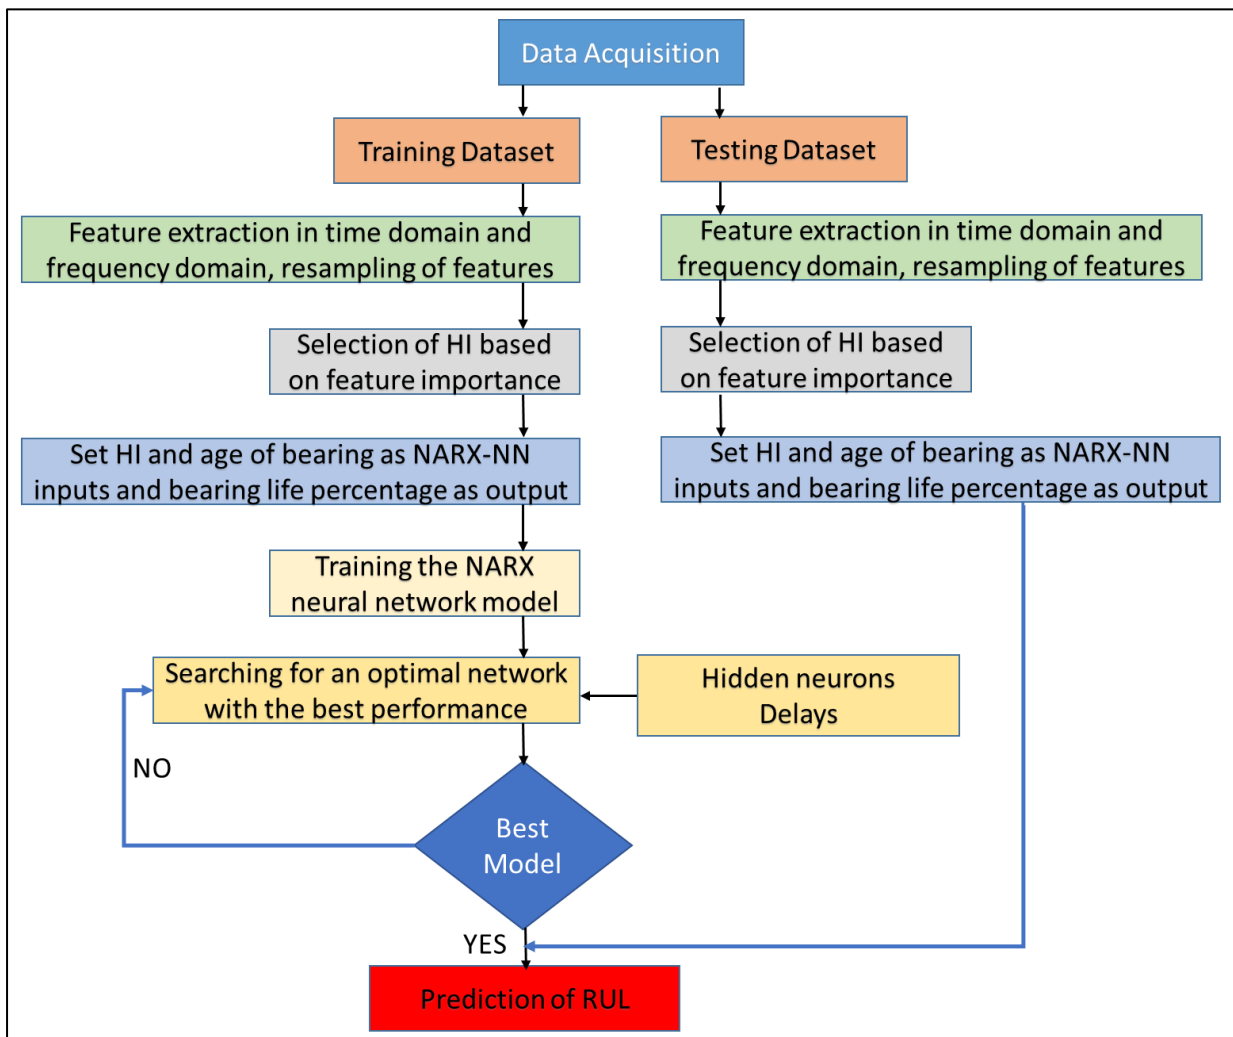 Data Acquisition
Training Dataset
Testing Dataset
Feature extraction in time domain and
frequency domain, resampling of features
Feature extraction in time domain and
frequency domain, resampling of features
Selection of HI based
on feature importance
Selection of HI based
on feature importance
Set HI and age of bearing as NARX-NN
inputs and bearing life percentage as output
Set HI and age of bearing as NARX-NN
inputs and bearing life percentage as output
Training the NARX
neural network model
Searching for an optimal network
with the best performance
Hidden neurons
Delays
NO
Best
Model
YES
Prediction of RUL